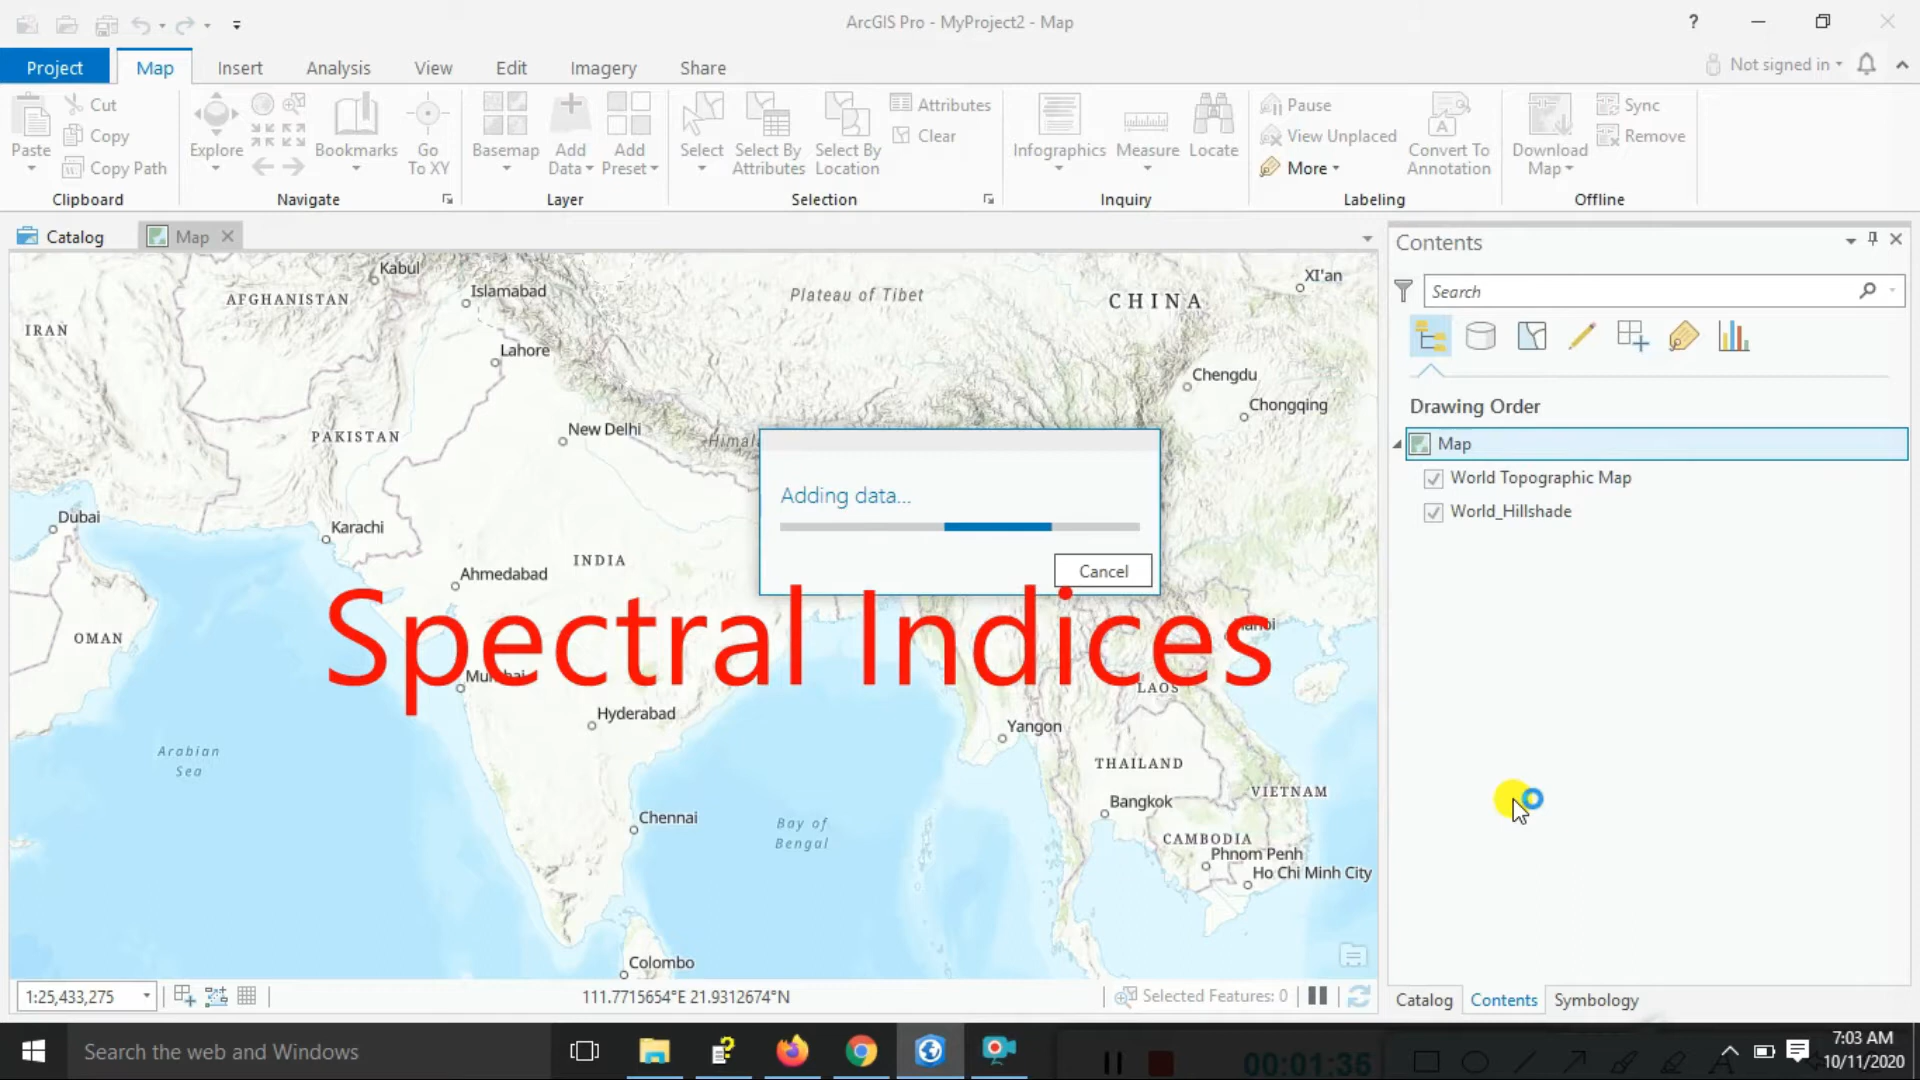 ArcGIS Pro - MyProject2 - Map
?
Project
Map
Insert
Analysis
View
Edit
Imagery
Share
Not signed in
Paste
Cut
Copy
Copy Path
Clipboard
Explore
Bookmarks
Go
To XY
Navigate
Basemap
Add
Data
Add
Preset
Layer
Select
Select By
Attributes
Select By
Location
Attributes
Clear
Selection
Infographics
Measure
Locate
Inquiry
Pause
View Unplaced
More
Convert To
Annotation
Labeling
Download
Map
Sync
Remove
Offline
Catalog
Map
Contents
Search
Drawing Order
Map
World Topographic Map
World_Hillshade
Kabul
AFGHANISTAN
Islamabad
Plateau of Tibet
CHINA
XI'an
IRAN
Lahore
Chengdu
Chongqing
New Delhi
PAKISTAN
Adding data...
Cancel
Dubai
Karachi
INDIA
Ahmedabad
Spectral Indices
OMAN
LAOS
Hyderabad
Yangon
Arabian
Sea
THAILAND
VIETNAM
Bangkok
Chennai
Bay of
Bengal
CAMBODIA
Phnom Penh
Ho Chi Minh City
Colombo
1:25,433,275
111.7715654°E 21.9312674°N
Selected Features: 0
Catalog
Contents
Symbology
Search the web and Windows
00:01:35
7:03 AM
10/11/2020